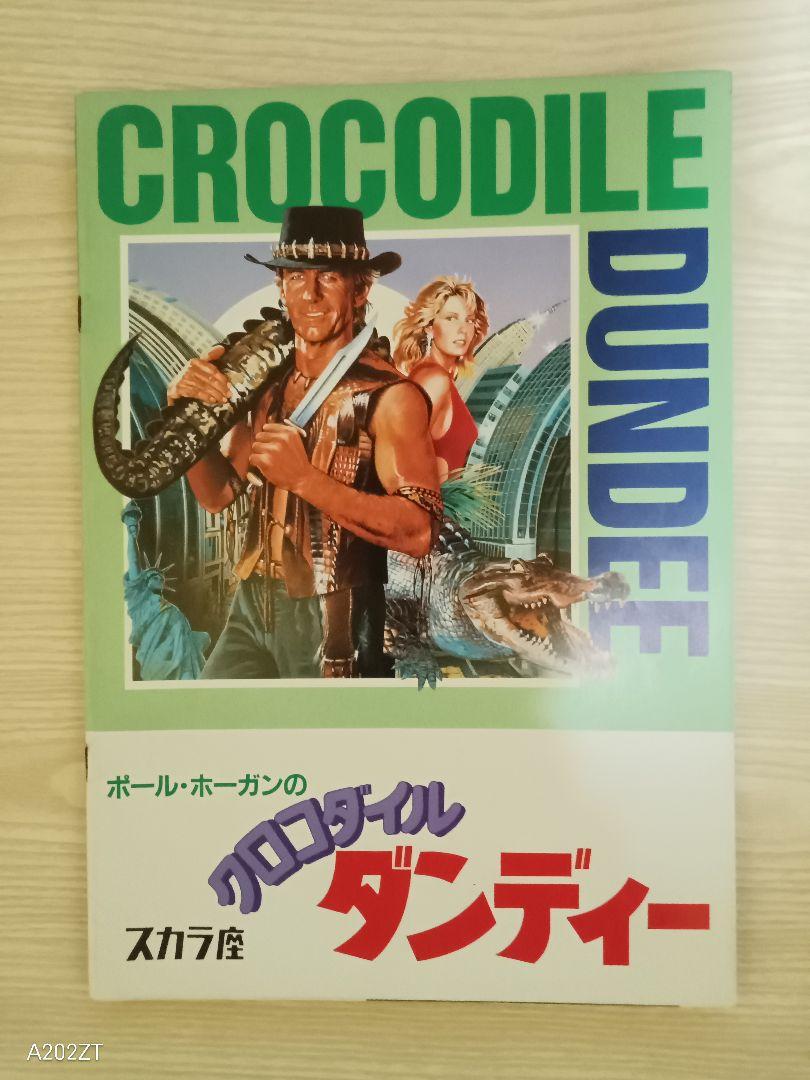 CROCODILE
DUNDEE
ポール・ホーガンの
クロコダイル
ダンディー
スカラ座
A202ZT